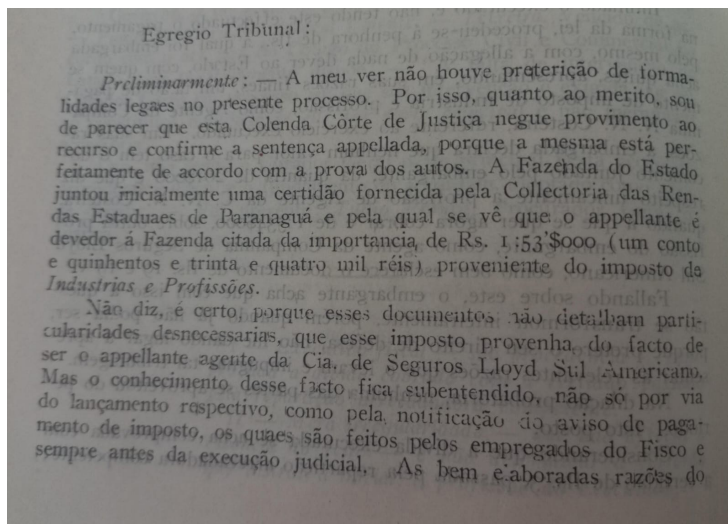 Egregio Tribunal:
Preliminarmente: — A meu ver não houve preterição de forma-
lidades legaes no presente processo. Por isso, quanto ao merito, sou
de parecer que esta Colenda Côrte de Justiça negue provimento ao
recurso e confirme a sentença appellada, porque a mesma está per-
feitamente de accordo com a prova dos autos. A Fazenda do Estado
juntou inicialmente uma certidão fornecida pela Collectoria das Ren-
das Estaduaes de Paranaguá e pela qual se vê que o appellante é
devedor á Fazenda citada da importancia de Rs. 1:53'$000 (um conto
e quinhentos e trinta e quatro mil réis) proveniente do imposto de
Industrias e Profissões.
Não diz, é certo, porque esses documentos não detalham parti-
cularidades desnecessarias, que esse imposto provenha do facto de
ser o appellante agente da Cia. de Seguros Lloyd Sul Americano.
Mas o conhecimento desse facto fica subentendido, não só por via
do lançamento respectivo, como pela notificação do aviso de paga-
mento de imposto, os quaes são feitos pelos empregados do Fisco e
sempre antes da execução judicial. As bem elaboradas razões do